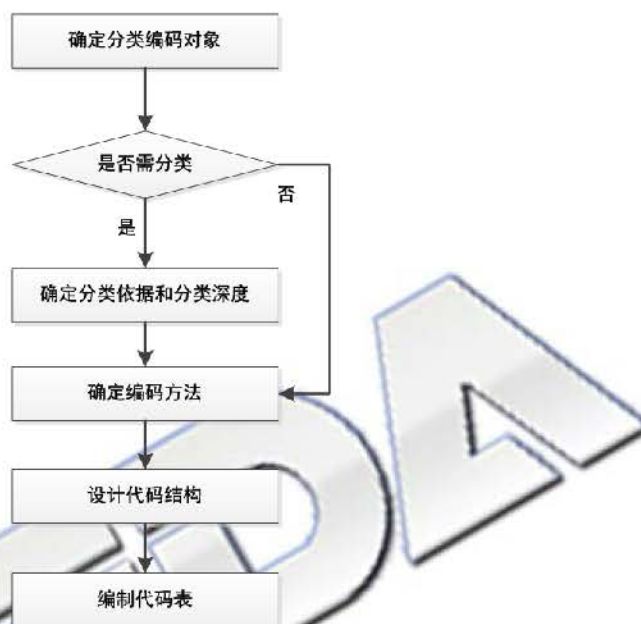 确定分类编码对象
是否需分类
否
是
确定分类依据和分类深度
确定编码方法
设计代码结构
编制代码表